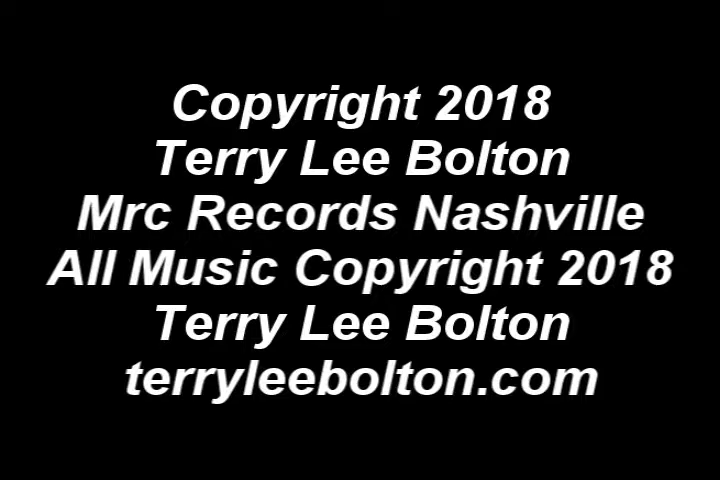 Copyright 2018
Terry Lee Bolton
Mrc Records Nashville
All Music Copyright 2018
Terry Lee Bolton
terryleebolton.com